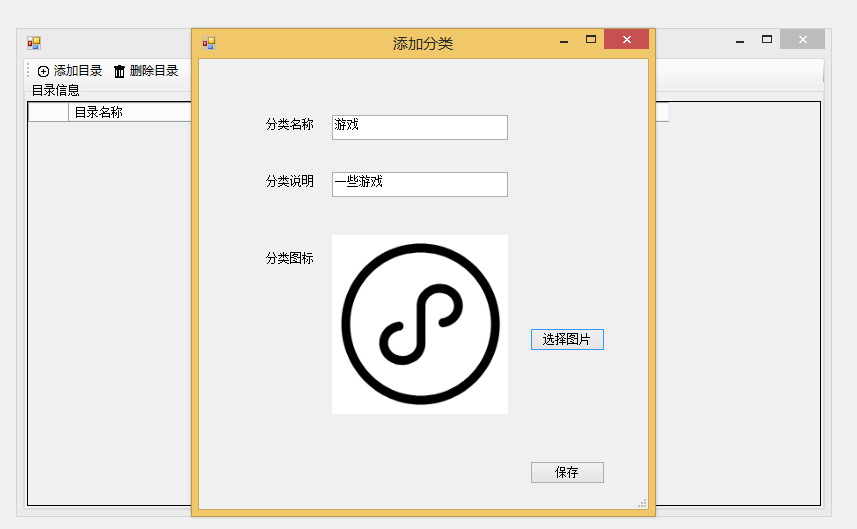 添加分类
添加目录 删除目录
目录信息
目录名称
分类名称 游戏
分类说明 一些游戏
分类图标
选择图片
保存